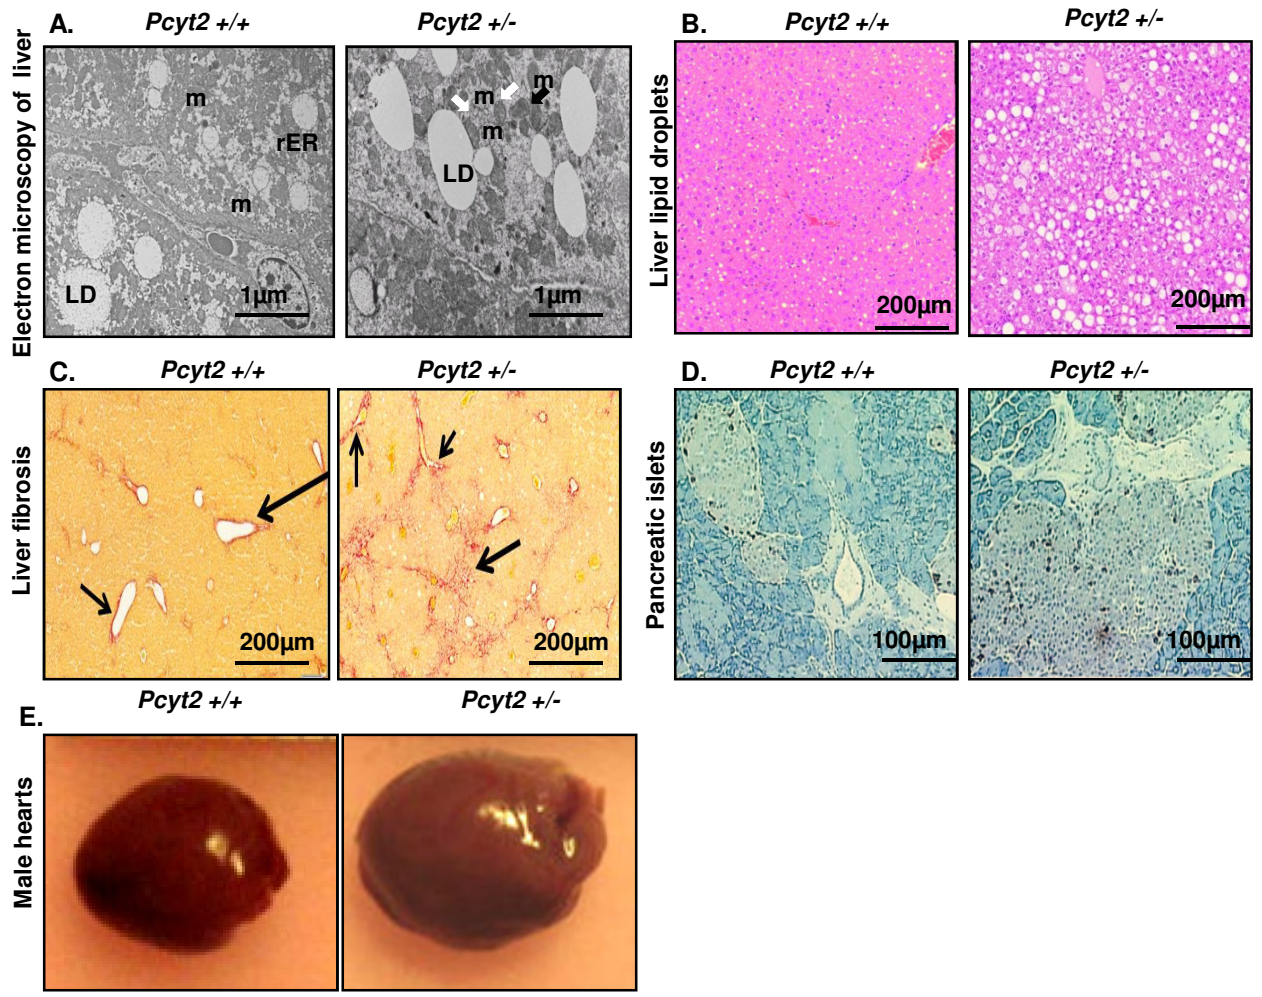 A. Pcyt2 +/+ Pcyt2 +/- B. Pcyt2 +/+ Pcyt2 +/-
Electron microscopy of liver
m
rER
m
LD
1µm
m
m
m
LD
1µm
Liver lipid droplets
200µm
200µm
C. Pcyt2 +/+ Pcyt2 +/- D. Pcyt2 +/+ Pcyt2 +/-
Liver fibrosis
200µm
200µm
Pancreatic islets
100µm
100µm
E. Pcyt2 +/+ Pcyt2 +/-
Male hearts